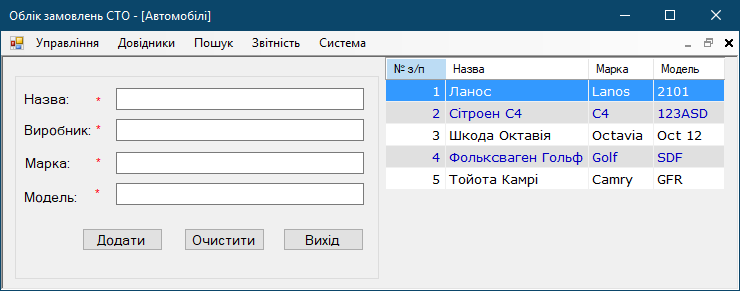 Облік замовлень СТО - [Автомобілі]
Управління Довідники Пошук Звітність Система
Назва: *
Виробник: *
Марка: *
Модель: *
Додати Очистити Вихід
№ з/п Назва Марка Модель
1 Ланос Lanos 2101
2 Сітроен С4 C4 123ASD
3 Шкода Октавія Octavia Oct 12
4 Фольксваген Гольф Golf SDF
5 Тойота Камрі Camry GFR